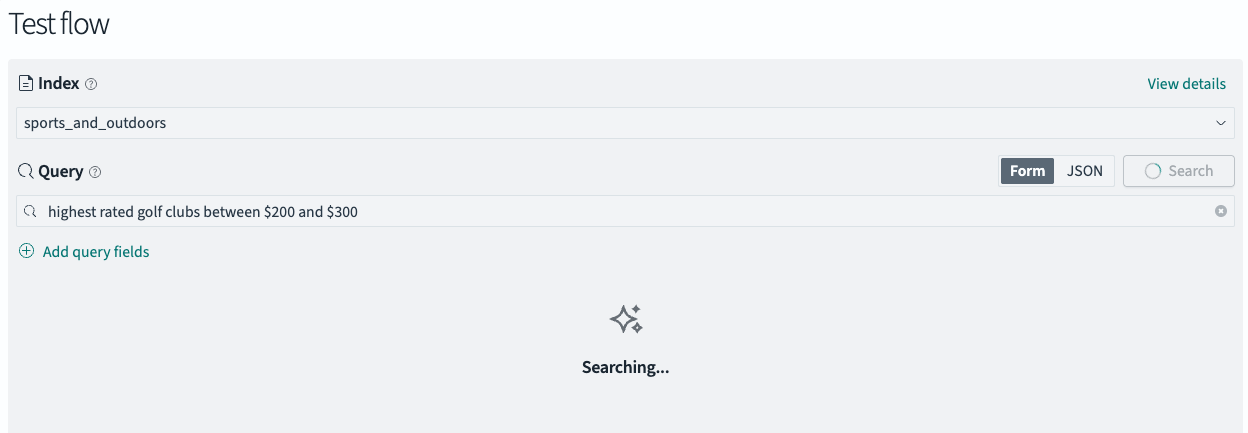 Test flow
Index
View details
sports_and_outdoors
Query
Form JSON Search
highest rated golf clubs between $200 and $300
Add query fields
Searching...